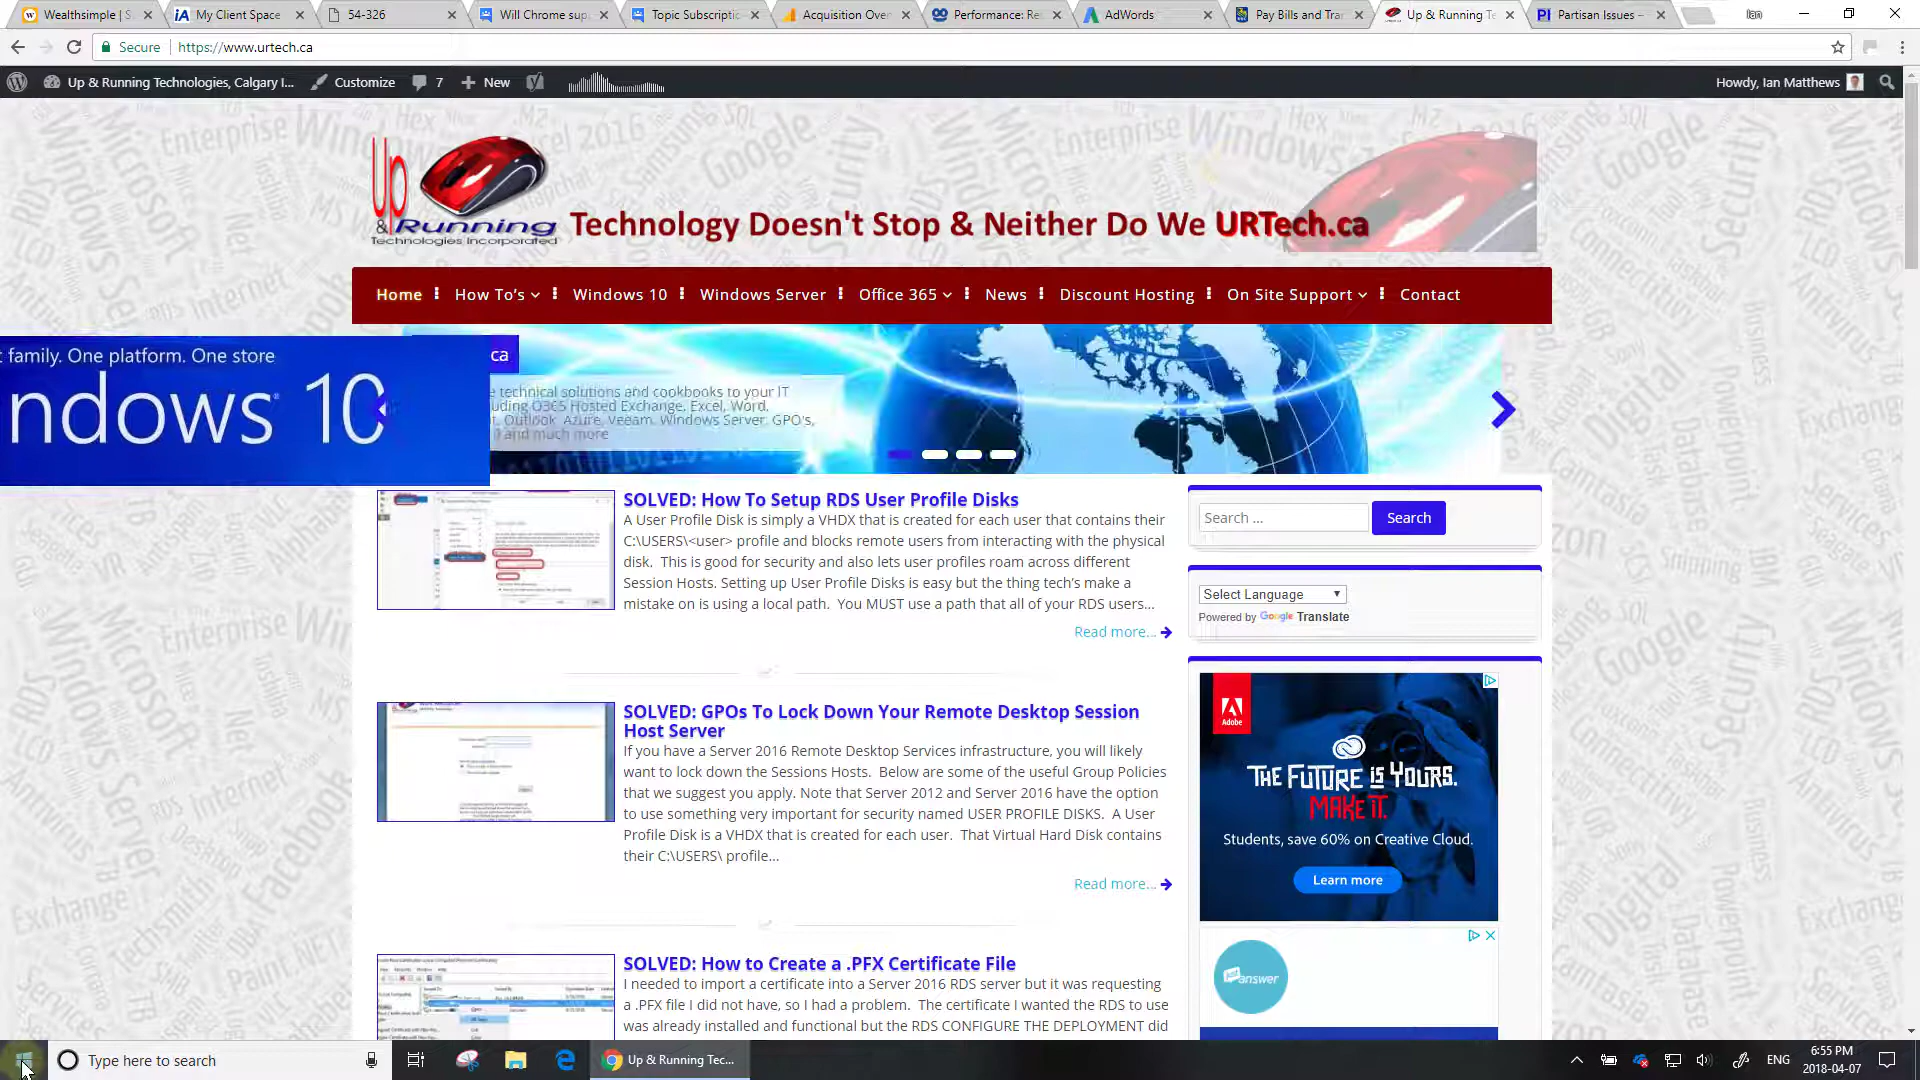 Wealthsimple | S
My Client Space
54-326
Will Chrome sup
Topic Subscriptic
Acquisition Over
Performance: Re
AdWords
Pay Bills and Tra
Up & Running Te
Partisan Issues –
Ian
Secure | https://www.urtech.ca
Up & Running Technologies, Calgary I...
Customize
7
New
Howdy, Ian Matthews
Up
& Running
Technologies Incorporated
Technology Doesn't Stop & Neither Do We URTech.ca
Home
How To's
Windows 10
Windows Server
Office 365
News
Discount Hosting
On Site Support
Contact
family. One platform. One store
ndows 10
ca
e technical solutions and cookbooks to your IT
uding O365 Hosted Exchange, Excel, Word,
t, Outlook, Azure, Veeam, Windows Server, GPO's,
) and much more
SOLVED: How To Setup RDS User Profile Disks
A User Profile Disk is simply a VHDX that is created for each user that contains their
C:\USERS\<user> profile and blocks remote users from interacting with the physical
disk. This is good for security and also lets user profiles roam across different
Session Hosts. Setting up User Profile Disks is easy but the thing tech's make a
mistake on is using a local path. You MUST use a path that all of your RDS users...
Read more...
SOLVED: GPOs To Lock Down Your Remote Desktop Session
Host Server
If you have a Server 2016 Remote Desktop Services infrastructure, you will likely
want to lock down the Sessions Hosts. Below are some of the useful Group Policies
that we suggest you apply. Note that Server 2012 and Server 2016 have the option
to use something very important for security named USER PROFILE DISKS. A User
Profile Disk is a VHDX that is created for each user. That Virtual Hard Disk contains
their C:\USERS\ profile...
Read more...
SOLVED: How to Create a .PFX Certificate File
I needed to import a certificate into a Server 2016 RDS server but it was requesting
a .PFX file I did not have, so I had a problem. The certificate I wanted the RDS to use
was already installed and functional but the RDS CONFIGURE THE DEPLOYMENT did
Search ...
Search
Select Language
Powered by Google Translate
Adobe
THE FUTURE IS YOURS.
MAKE IT.
Students, save 60% on Creative Cloud.
Learn more
just answer
Type here to search
Up & Running Tec...
ENG
6:55 PM
2018-04-07